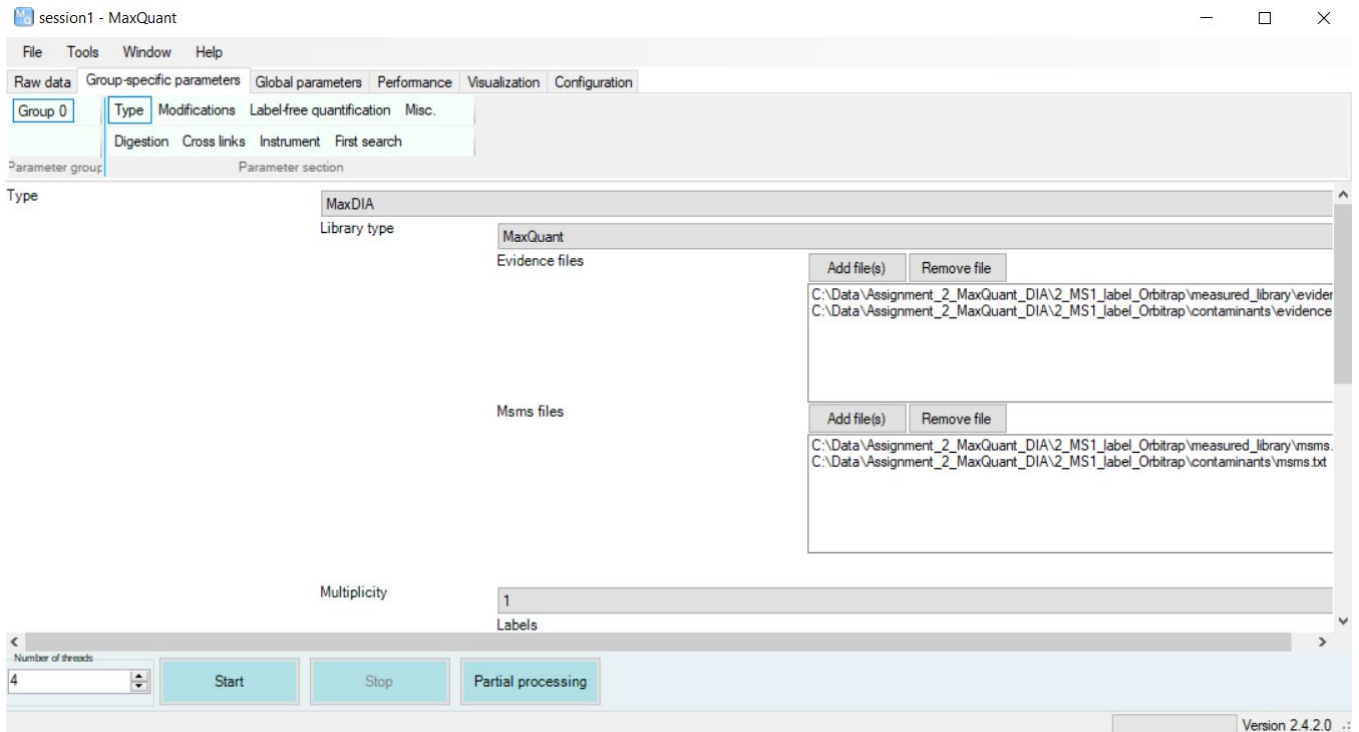 session1 - MaxQuant
File Tools Window Help
Raw data Group-specific parameters Global parameters Performance Visualization Configuration
Group 0 Type Modifications Label-free quantification Misc.
Digestion Cross links Instrument First search
Parameter group Parameter section
Type MaxDIA
Library type MaxQuant
Evidence files Add file(s) Remove file
C:\Data\Assignment_2_MaxQuant_DIA\2_MS1_label_Orbitrap\measured_library\eviden
C:\Data\Assignment_2_MaxQuant_DIA\2_MS1_label_Orbitrap\contaminants\evidence
Msms files Add file(s) Remove file
C:\Data\Assignment_2_MaxQuant_DIA\2_MS1_label_Orbitrap\measured_library\msms.
C:\Data\Assignment_2_MaxQuant_DIA\2_MS1_label_Orbitrap\contaminants\msms.txt
Multiplicity 1
Labels
Number of threads
4 Start Stop Partial processing
Version 2.4.2.0